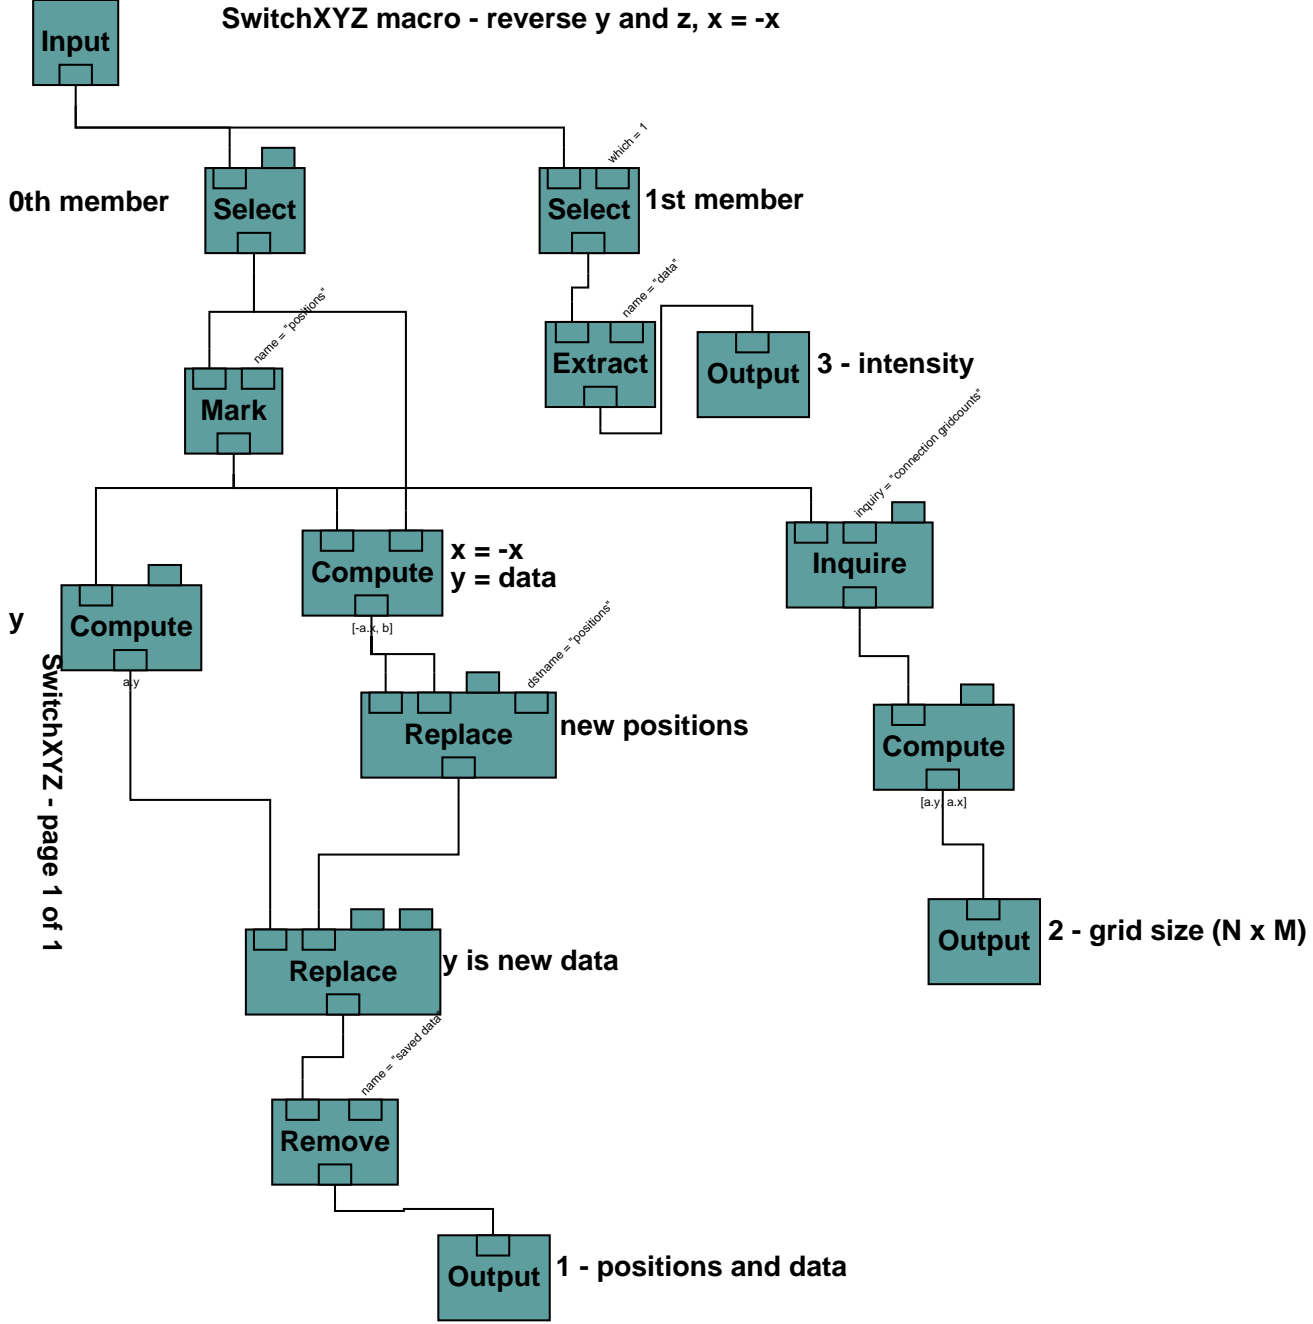 SwitchXYZ macro - reverse y and z, x = -x
Input
which = 1
0th member
Select
Select
1st member
name = "positions"
name = "data"
Extract
Output
3 - intensity
Mark
inquiry = "connection gridcounts"
Compute
x = -x
y = data
[-a.x, b]
Inquire
y
Compute
a.y
dstname = "positions"
Replace
new positions
Compute
[a.y, a.x]
SwitchXYZ - page 1 of 1
Replace
y is new data
Output
2 - grid size (N x M)
name = "saved data"
Remove
Output
1 - positions and data